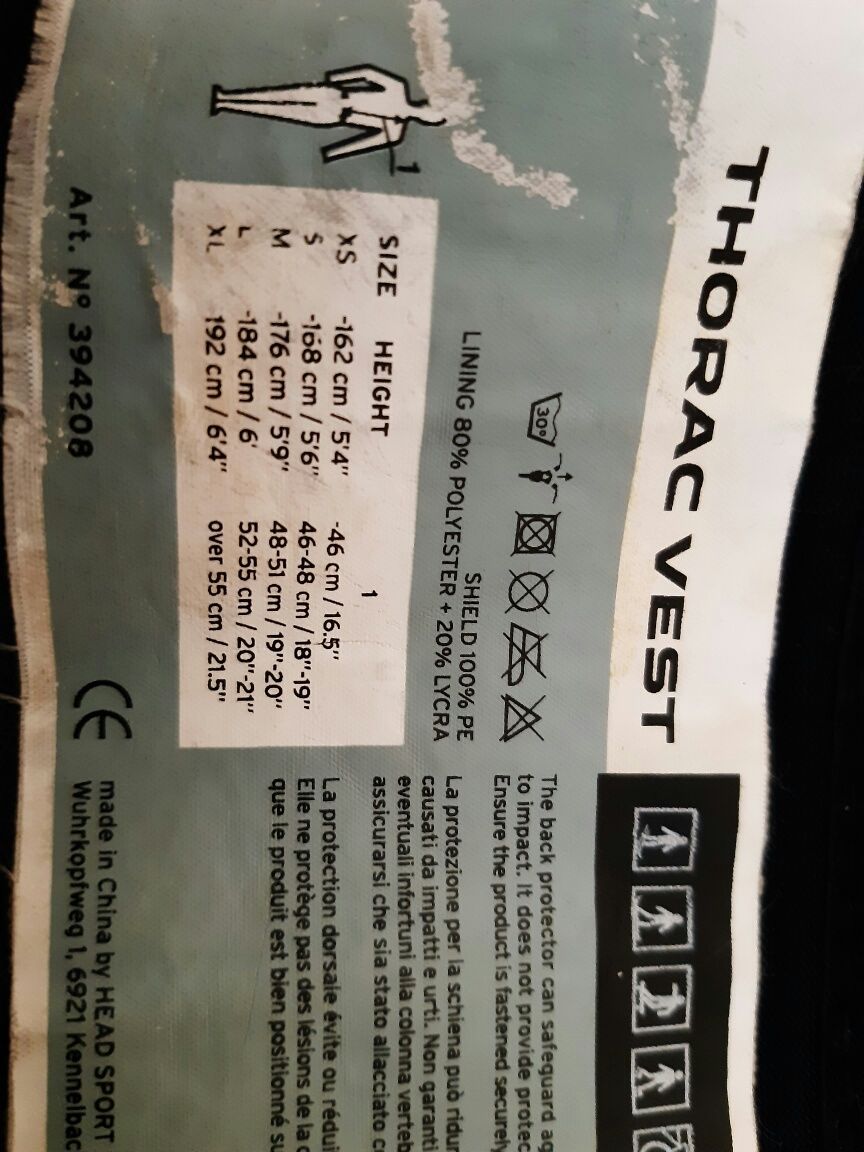 THORAC VEST
30°
SHIELD 100% PE
LINING 80% POLYESTER + 20% LYCRA
1
SIZE HEIGHT 1
XS -162 cm / 5'4" -46 cm / 16.5"
S -168 cm / 5'6" 46-48 cm / 18"-19"
M -176 cm / 5'9" 48-51 cm / 19"-20"
L -184 cm / 6' 52-55 cm / 20"-21"
XL 192 cm / 6'4" over 55 cm / 21.5"
Art. Nº 394208
CE
The back protector can safeguard ag
to impact. It does not provide protec
Ensure the product is fastened securely
La protezione per la schiena può ridur
causati da impatti e urti. Non garanti
eventuali infortuni alla colonna verteb
assicurarsi che sia stato allacciato c
La protection dorsale évite ou rédui
Elle ne protège pas des lésions de la c
que le produit est bien positionné su
made in China by HEAD SPORT
Wuhrkopfweg 1, 6921 Kennelbac